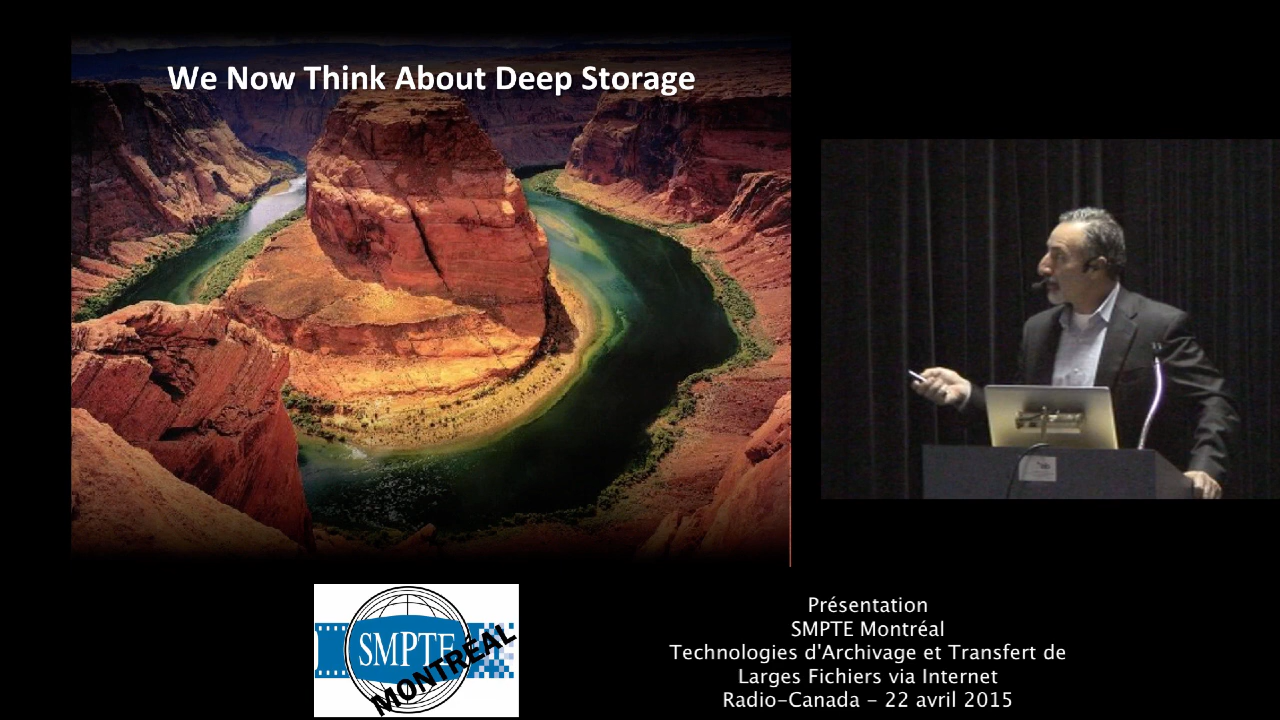 We Now Think About Deep Storage
SMPTE
MONTRÉAL
Présentation
SMPTE Montréal
Technologies d'Archivage et Transfert de
Larges Fichiers via Internet
Radio-Canada - 22 avril 2015